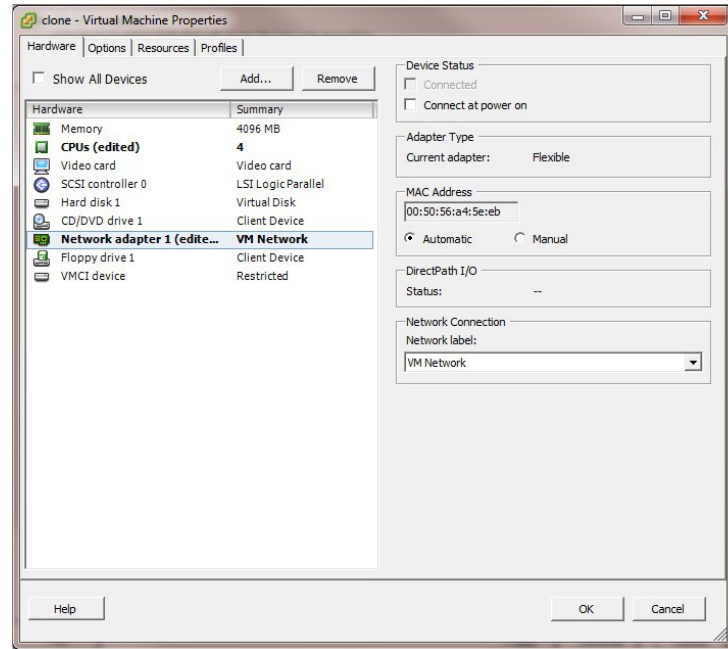 clone - Virtual Machine Properties
Hardware Options Resources Profiles
Show All Devices Add... Remove
Hardware Summary
Memory 4096 MB
CPUs (edited) 4
Video card Video card
SCSI controller 0 LSI Logic Parallel
Hard disk 1 Virtual Disk
CD/DVD drive 1 Client Device
Network adapter 1 (edite... VM Network
Floppy drive 1 Client Device
VMCI device Restricted
Device Status
Connected
Connect at power on
Adapter Type
Current adapter: Flexible
MAC Address
00:50:56:a4:5e:eb
Automatic Manual
DirectPath I/O
Status: --
Network Connection
Network label:
VM Network
Help OK Cancel